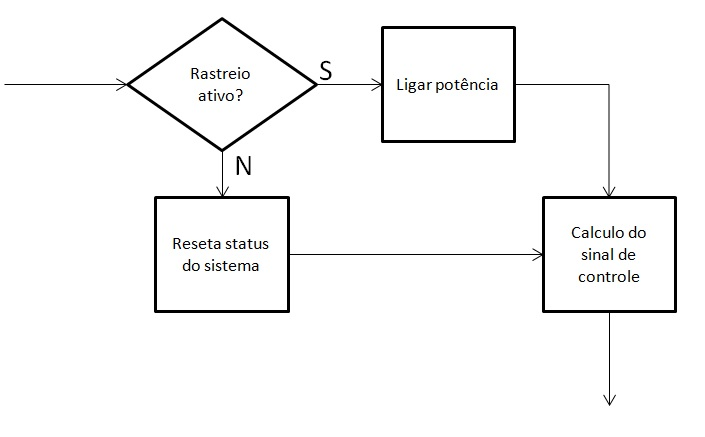 Rastreio
ativo?
S
Ligar potência
N
Reseta status
do sistema
Calculo do
sinal de
controle